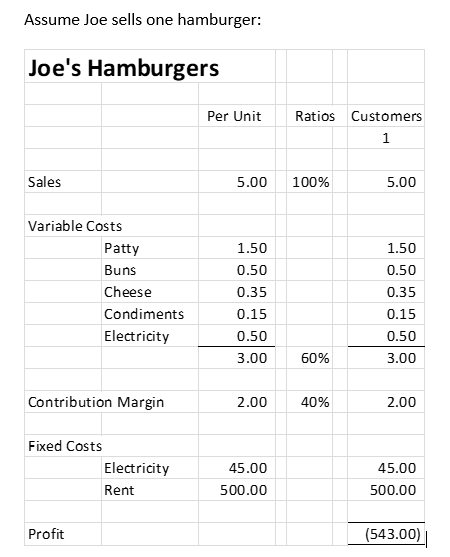 Assume Joe sells one hamburger:
Joe's Hamburgers
Per Unit Ratios Customers
1
Sales 5.00 100% 5.00
Variable Costs
Patty 1.50 1.50
Buns 0.50 0.50
Cheese 0.35 0.35
Condiments 0.15 0.15
Electricity 0.50 0.50
3.00 60% 3.00
Contribution Margin 2.00 40% 2.00
Fixed Costs
Electricity 45.00 45.00
Rent 500.00 500.00
Profit (543.00)